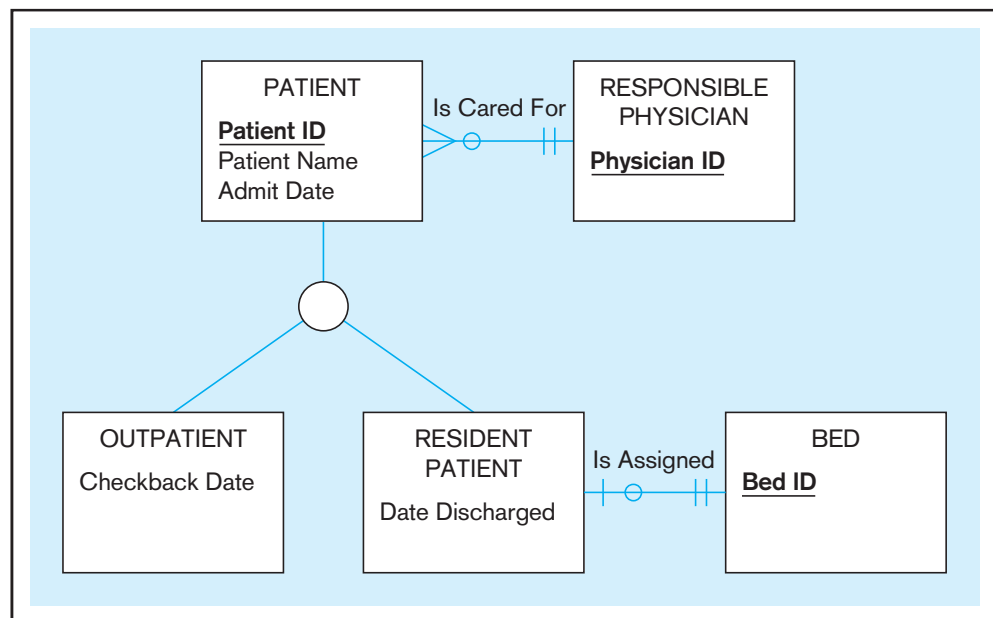 PATIENT
Patient ID
Patient Name
Admit Date
Is Cared For
RESPONSIBLE
PHYSICIAN
Physician ID
OUTPATIENT
Checkback Date
RESIDENT
PATIENT
Date Discharged
Is Assigned
BED
Bed ID